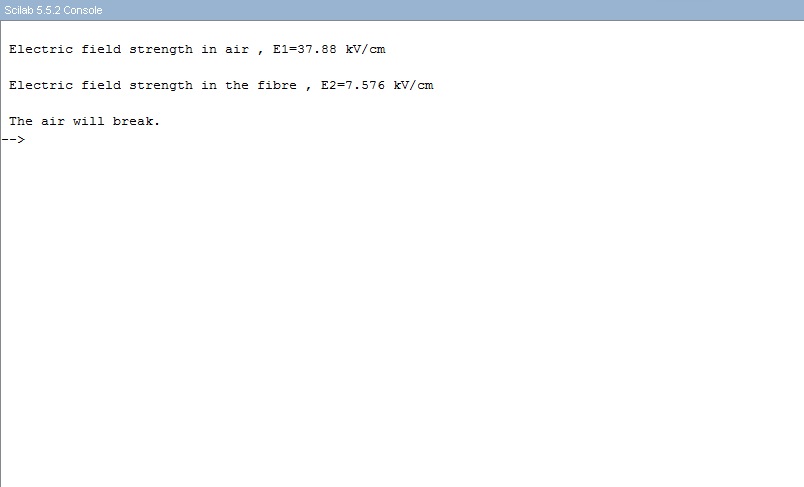 Scilab 5.5.2 Console
Electric field strength in air , E1=37.88 kV/cm
Electric field strength in the fibre , E2=7.576 kV/cm
The air will break.
-->